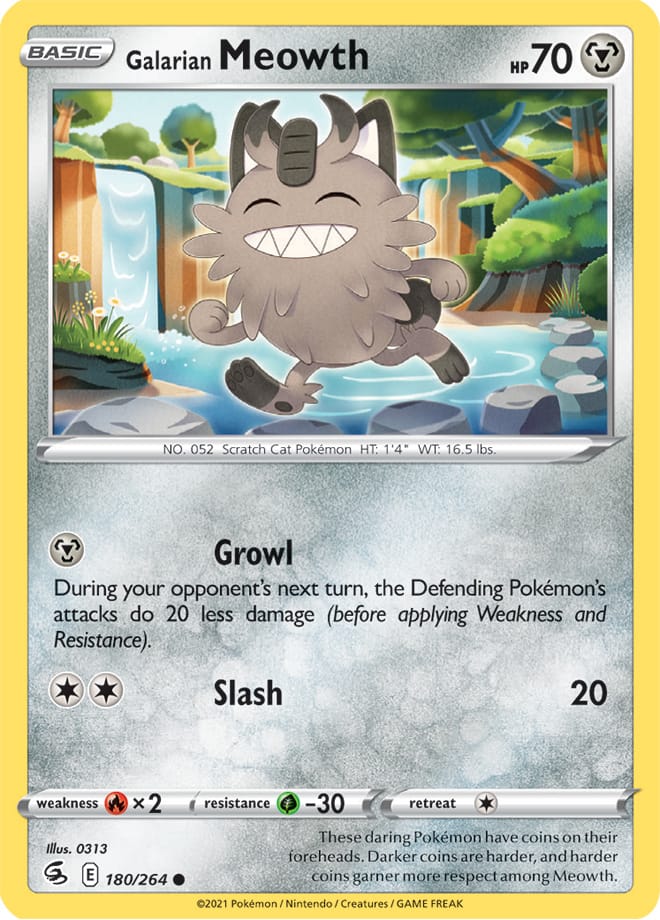 BASIC Galarian Meowth HP 70
NO. 052 Scratch Cat Pokémon HT: 1'4" WT: 16.5 lbs.
Growl
During your opponent's next turn, the Defending Pokémon's
attacks do 20 less damage (before applying Weakness and
Resistance).
Slash 20
weakness ×2 resistance -30 retreat
Illus. 0313
E 180/264
These daring Pokémon have coins on their
foreheads. Darker coins are harder, and harder
coins garner more respect among Meowth.
©2021 Pokémon / Nintendo / Creatures / GAME FREAK